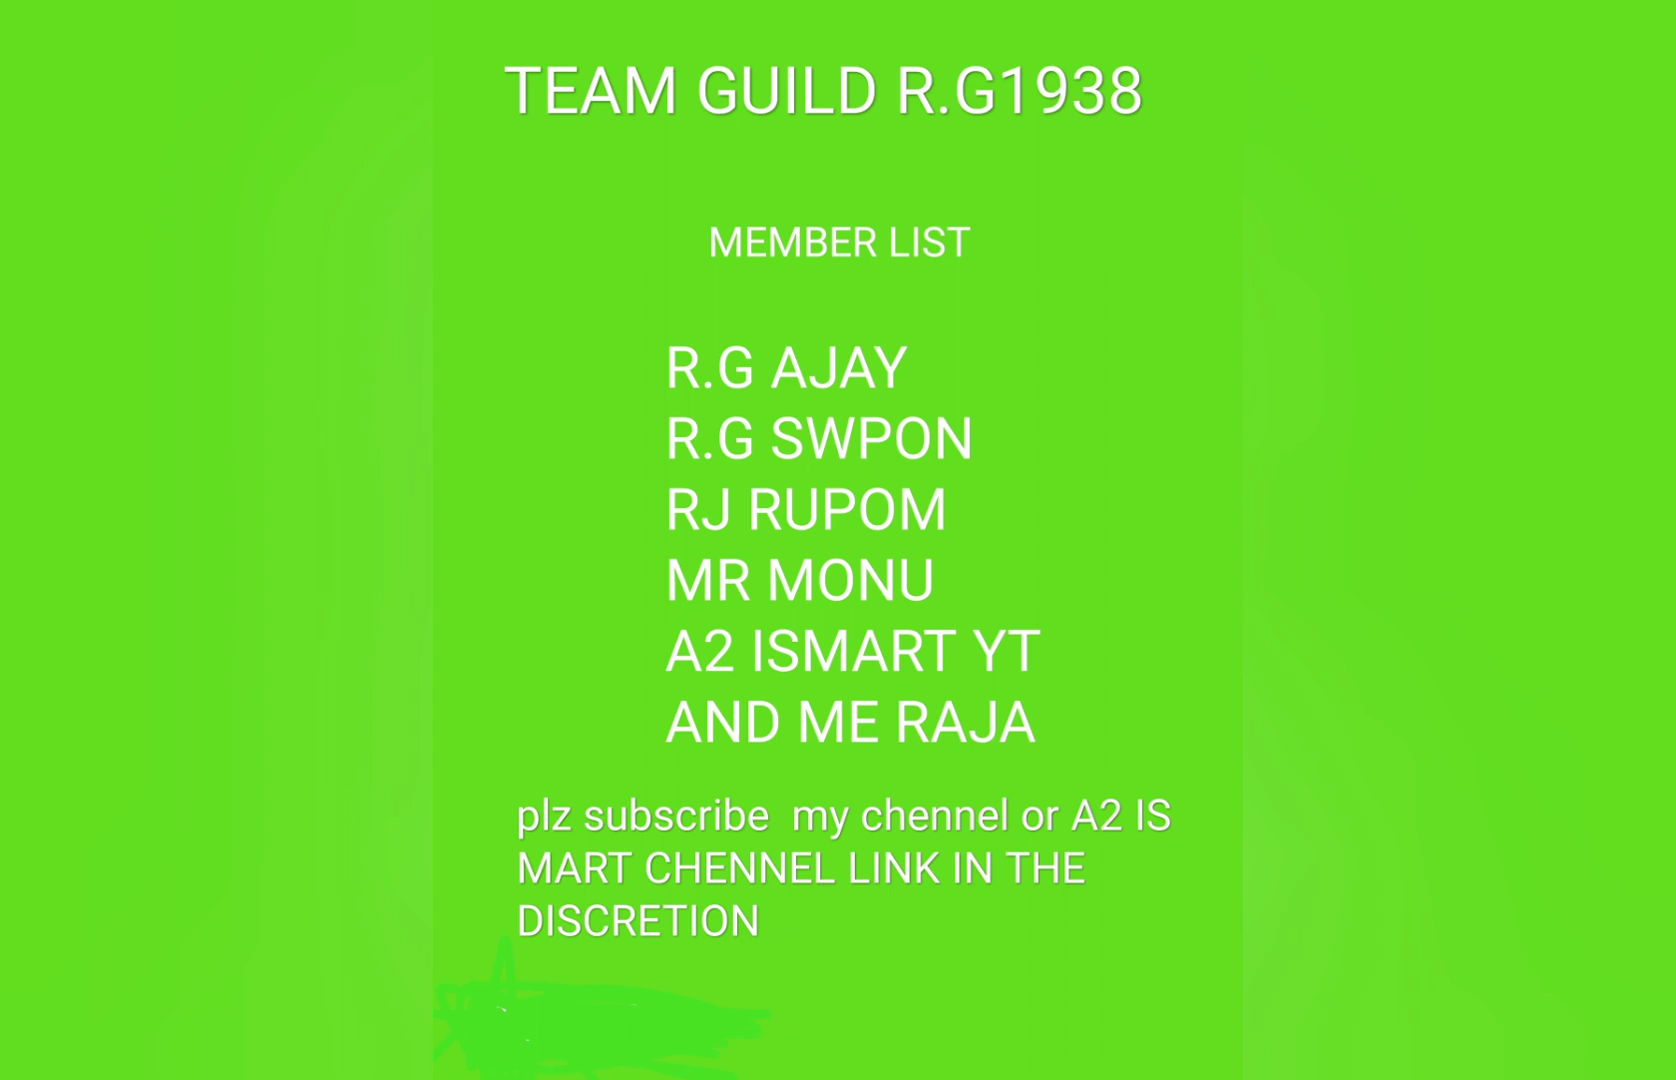 TEAM GUILD R.G1938
MEMBER LIST
R.G AJAY
R.G SWPON
RJ RUPOM
MR MONU
A2 ISMART YT
AND ME RAJA
plz subscribe  my chennel or A2 IS
MART CHENNEL LINK IN THE
DISCRETION